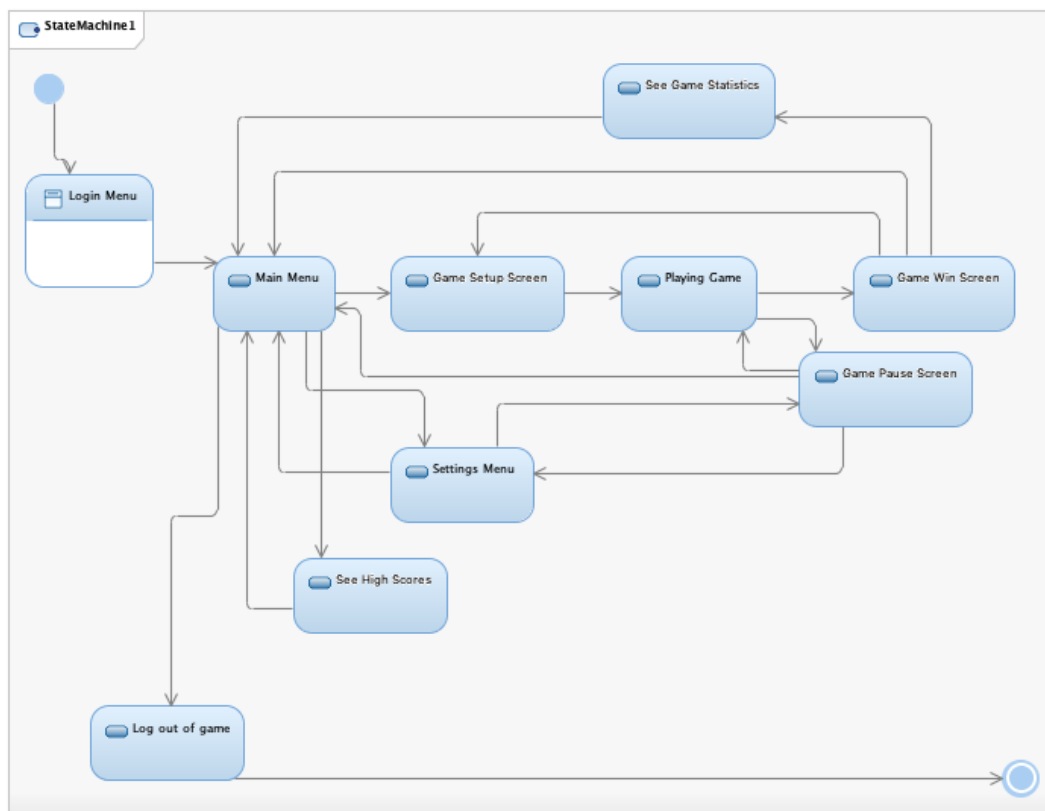 StateMachine1
See Game Statistics
Login Menu
Main Menu
Game Setup Screen
Playing Game
Game Win Screen
Game Pause Screen
Settings Menu
See High Scores
Log out of game